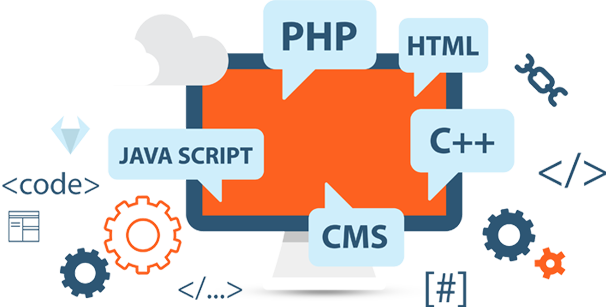 PHP
HTML
C++
JAVA SCRIPT
</>
<code>
CMS
</...>
[#]